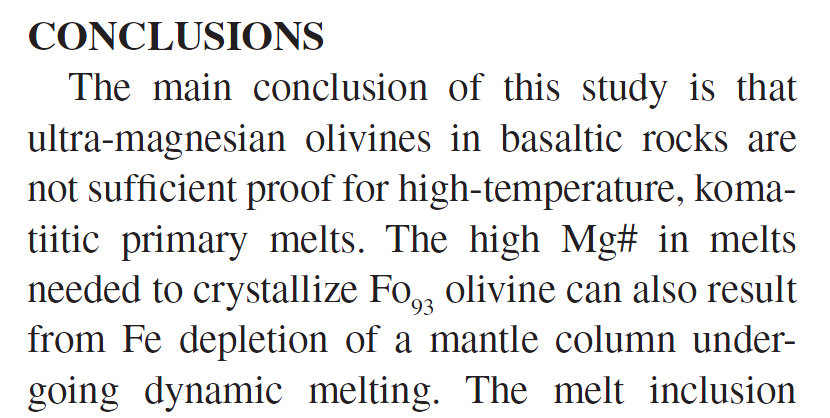 CONCLUSIONS
The main conclusion of this study is that
ultra-magnesian olivines in basaltic rocks are
not sufficient proof for high-temperature, koma-
tiitic primary melts. The high Mg# in melts
needed to crystallize Fo₉₃ olivine can also result
from Fe depletion of a mantle column under-
going dynamic melting. The melt inclusion